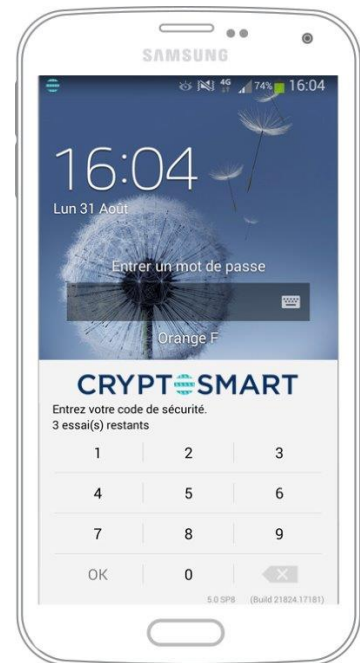 SAMSUNG
4G 74% 16:04
16:04
Lun 31 Août
Entrer un mot de passe
Orange F
CRYPTOSMART
Entrez votre code de sécurité.
3 essai(s) restants
1 2 3
4 5 6
7 8 9
OK 0
5.0 SP8 (Build 21824.17181)